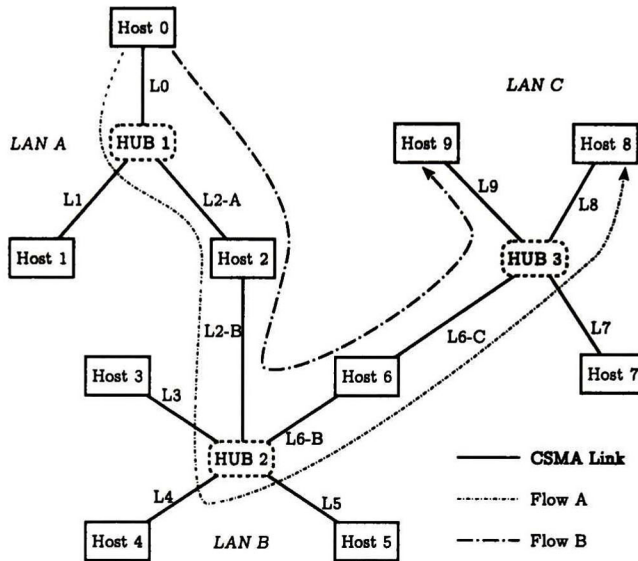 Host 0
L0
LAN C
LAN A
HUB 1
Host 9
Host 8
L1
L2-A
L9
L8
Host 1
Host 2
HUB 3
L2-B
L6-C
L7
Host 3
L3
Host 6
Host 7
L6-B
HUB 2
CSMA Link
L4
L5
Flow A
Host 4
LAN B
Host 5
Flow B